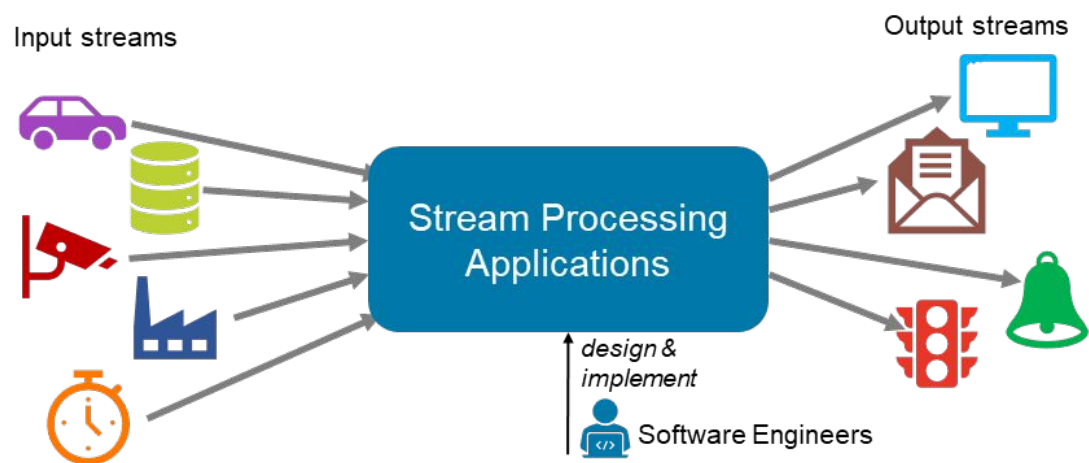 Input streams
Output streams
Stream Processing
Applications
design &
implement
</>
Software Engineers